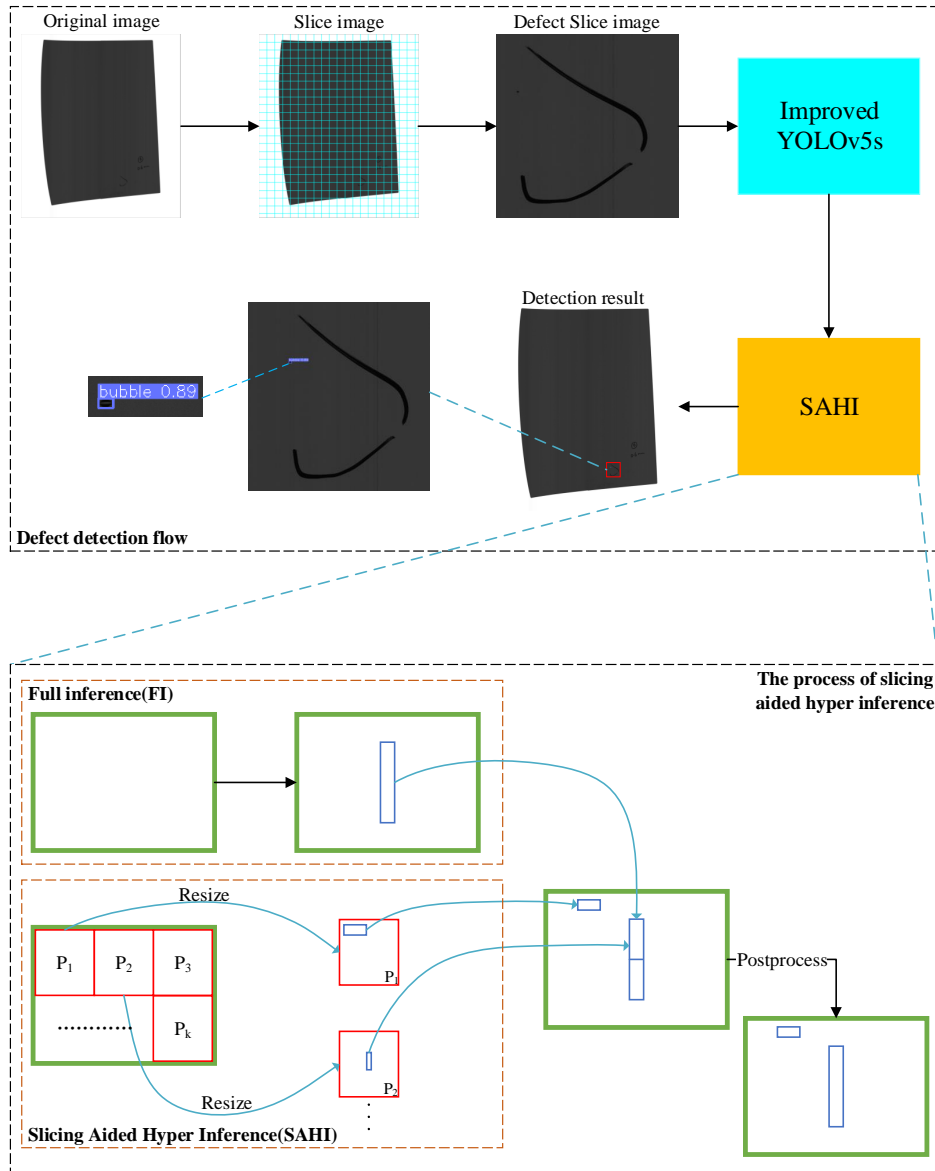 Original image
Slice image
Defect Slice image
Improved
YOLOv5s
Detection result
bubble 0.89
SAHI
Defect detection flow
Full inference(FI)
The process of slicing
aided hyper inference
Resize
P1
P2
P3
Pk
............
P1
Postprocess
P2
Resize
Slicing Aided Hyper Inference(SAHI)